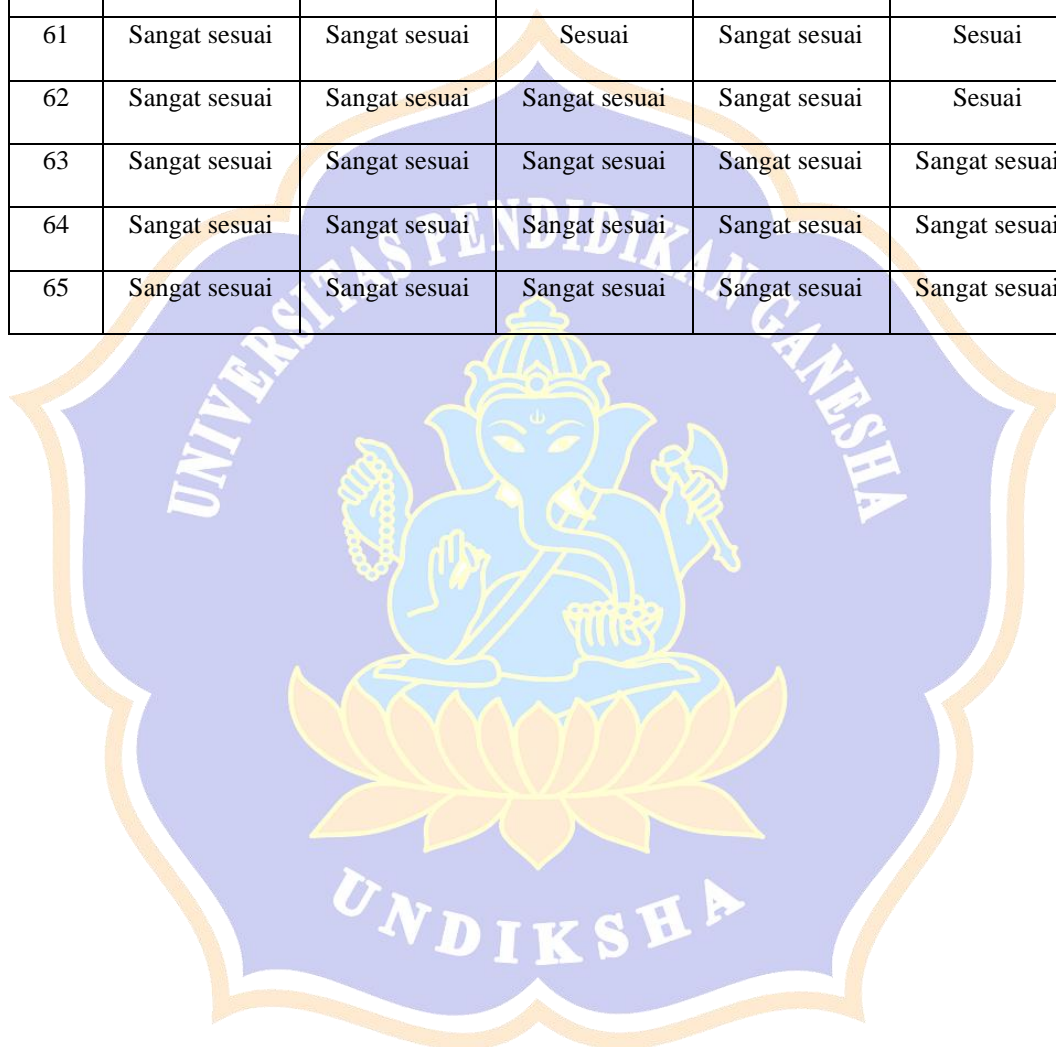 61 Sangat sesuai Sangat sesuai Sesuai Sangat sesuai Sesuai
62 Sangat sesuai Sangat sesuai Sangat sesuai Sangat sesuai Sesuai
63 Sangat sesuai Sangat sesuai Sangat sesuai Sangat sesuai Sangat sesuai
64 Sangat sesuai Sangat sesuai Sangat sesuai Sangat sesuai Sangat sesuai
65 Sangat sesuai Sangat sesuai Sangat sesuai Sangat sesuai Sangat sesuai
UNIVERSITAS PENDIDIKAN GANESHA
UNDIKSHA